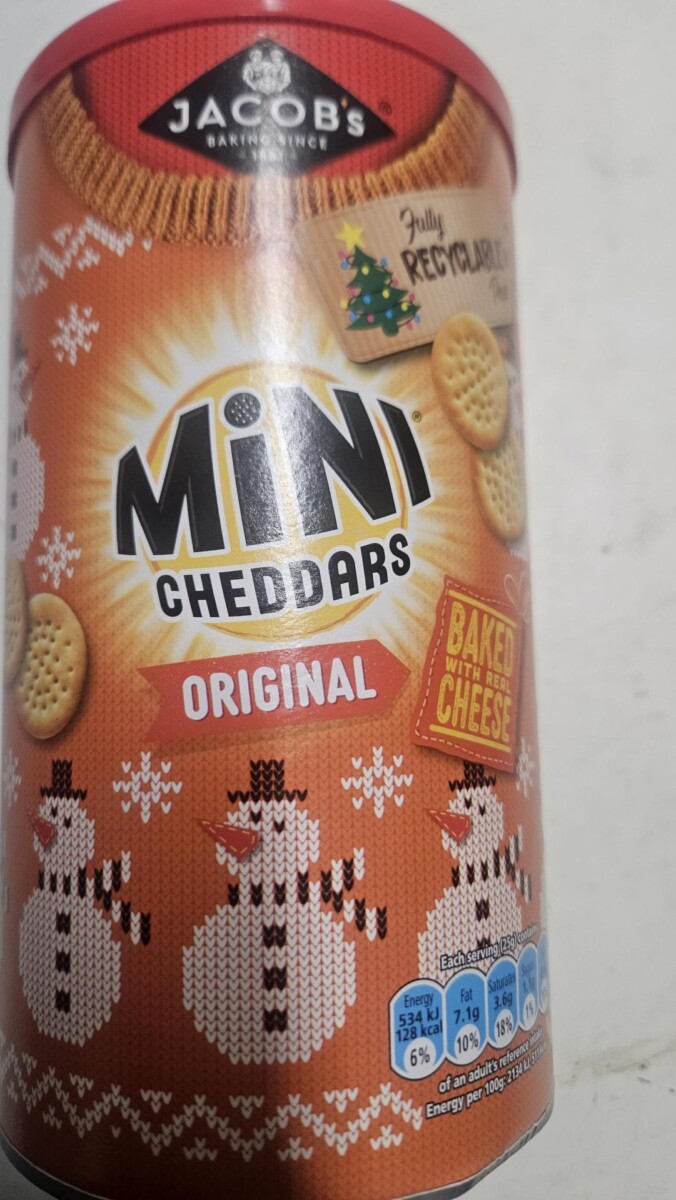 JACOB's®
BAKING SINCE
Fully
RECYCLABLE
MiNI®
CHEDDARS
ORIGINAL
BAKED
WITH REAL
CHEESE
Each serving (25g) contains
Energy
534 kJ
128 kcal
6%
Fat
7.1g
10%
Saturates
3.6g
18%
1%
of an adult's reference intake
Energy per 100g: 2134 kJ